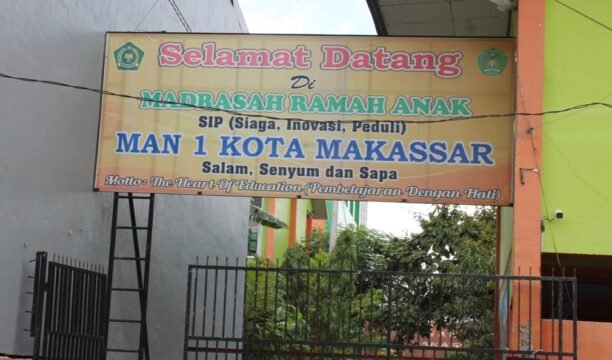 Selamat Datang
Di
MADRASAH RAMAH ANAK
SIP (Siaga, Inovasi, Peduli)
MAN 1 KOTA MAKASSAR
Salam, Senyum dan Sapa
Motto : The Heart Of Education (Pembelajaran Dengan Hati)